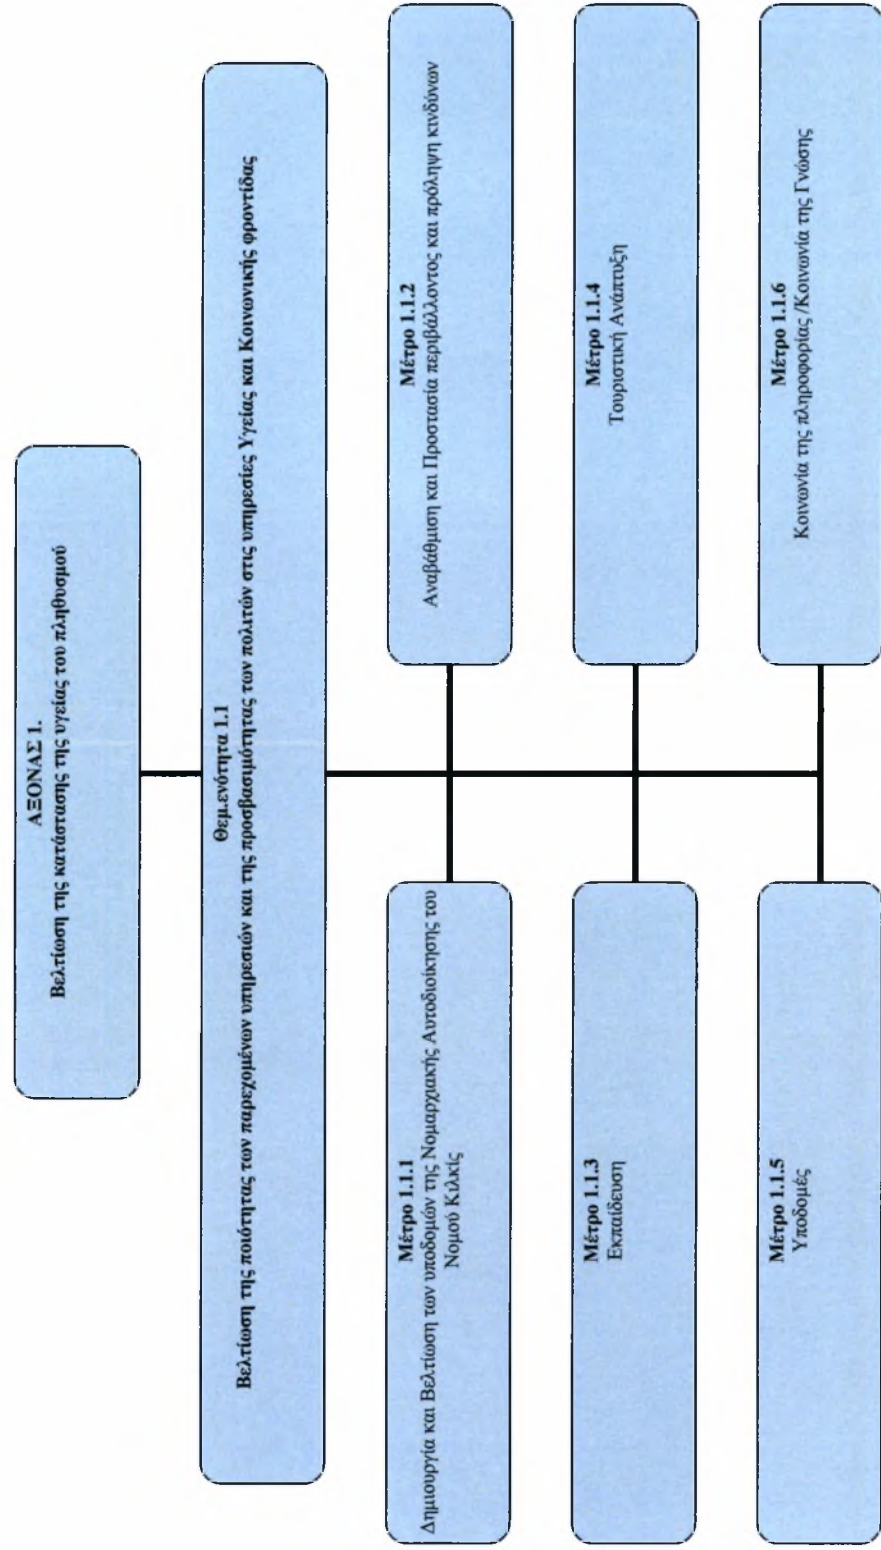 ΑΞΟΝΑΣ 1.
Βελτίωση της κατάστασης της υγείας του πληθυσμού
Θεμ.ενότητα 1.1
Βελτίωση της ποιότητας των παρεχομένων υπηρεσιών και της προσβασιμότητας των πολιτών στις υπηρεσίες Υγείας και Κοινωνικής φροντίδας
Μέτρο 1.1.1
Δημιουργία και Βελτίωση των υποδομών της Νομαρχιακής Αυτοδιοίκησης του
Νομού Κιλκίς
Μέτρο 1.1.2
Αναβάθμιση και Προστασία περιβάλλοντος και πρόληψη κινδύνων
Μέτρο 1.1.3
Εκπαίδευση
Μέτρο 1.1.4
Τουριστική Ανάπτυξη
Μέτρο 1.1.5
Υποδομές
Μέτρο 1.1.6
Κοινωνία της πληροφορίας /Κοινωνία της Γνώσης